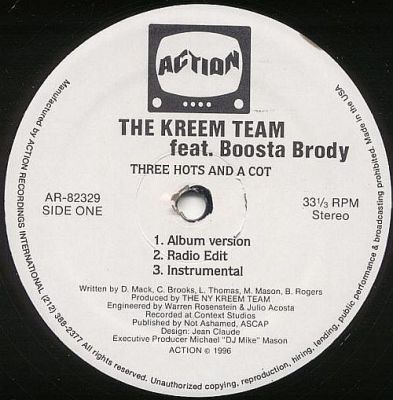 ACTION
THE KREEM TEAM
feat. Boosta Brody
THREE HOTS AND A COT
AR-82329
SIDE ONE
33⅓ RPM
Stereo
1. Album version
2. Radio Edit
3. Instrumental
Written by D. Mack, C. Brooks, L. Thomas, M. Mason, B. Rogers
Produced by THE NY KREEM TEAM
Engineered by Warren Rosenstein & Julio Acosta
Recorded at Context Studios
Published by Not Ashamed, ASCAP
Design: Jean Claude
Executive Producer Michael "DJ Mike" Mason
ACTION © 1996
Manufactured by ACTION RECORDINGS INTERNATIONAL (212) 368-2377 All rights reserved. Unauthorized copying, reproduction, hiring, lending, public performance & broadcasting prohibited. Made in the USA